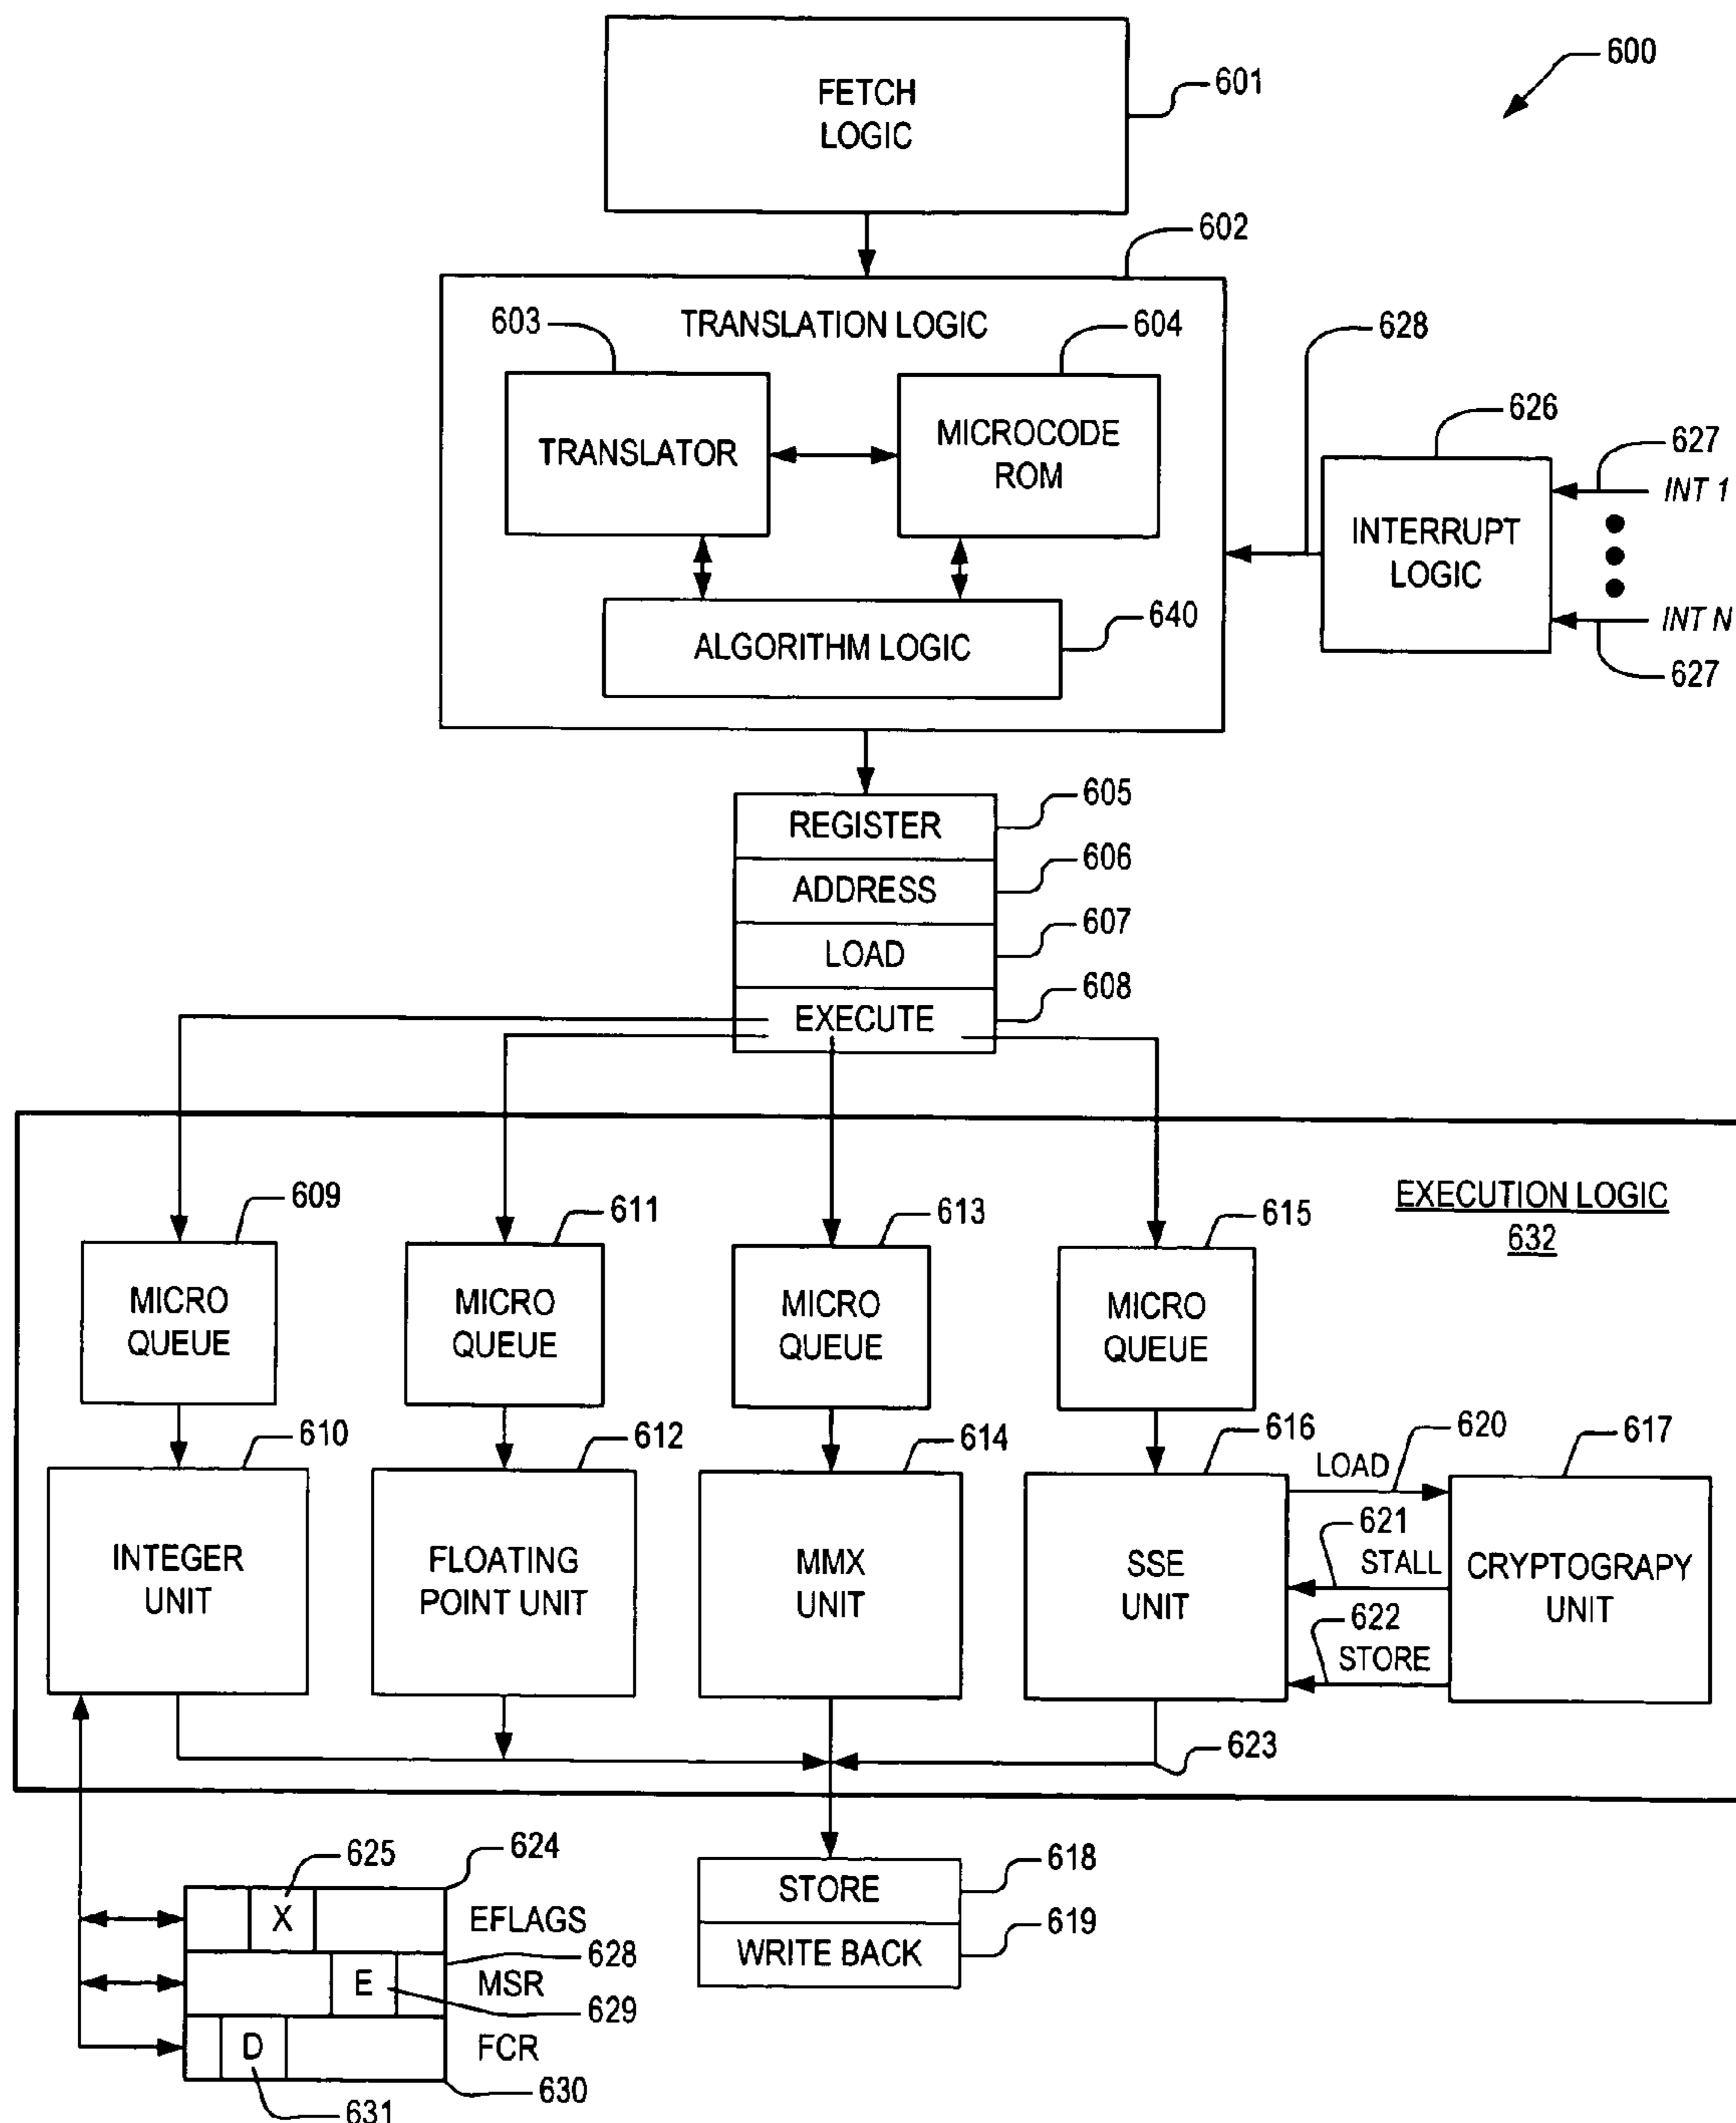 600
FETCH
LOGIC
601
602
TRANSLATION LOGIC
603
604
628
TRANSLATOR
MICROCODE
ROM
626
627
INT 1
INTERRUPT
LOGIC
INT N
627
ALGORITHM LOGIC
640
REGISTER
605
ADDRESS
606
LOAD
607
EXECUTE
608
EXECUTION LOGIC
632
609
611
613
615
MICRO
QUEUE
MICRO
QUEUE
MICRO
QUEUE
MICRO
QUEUE
610
612
614
616
620
617
INTEGER
UNIT
FLOATING
POINT UNIT
MMX
UNIT
SSE
UNIT
LOAD
621
STALL
622
STORE
CRYPTOGRAPY
UNIT
623
625
624
X
EFLAGS
628
E
MSR
629
D
FCR
630
631
STORE
618
WRITE BACK
619